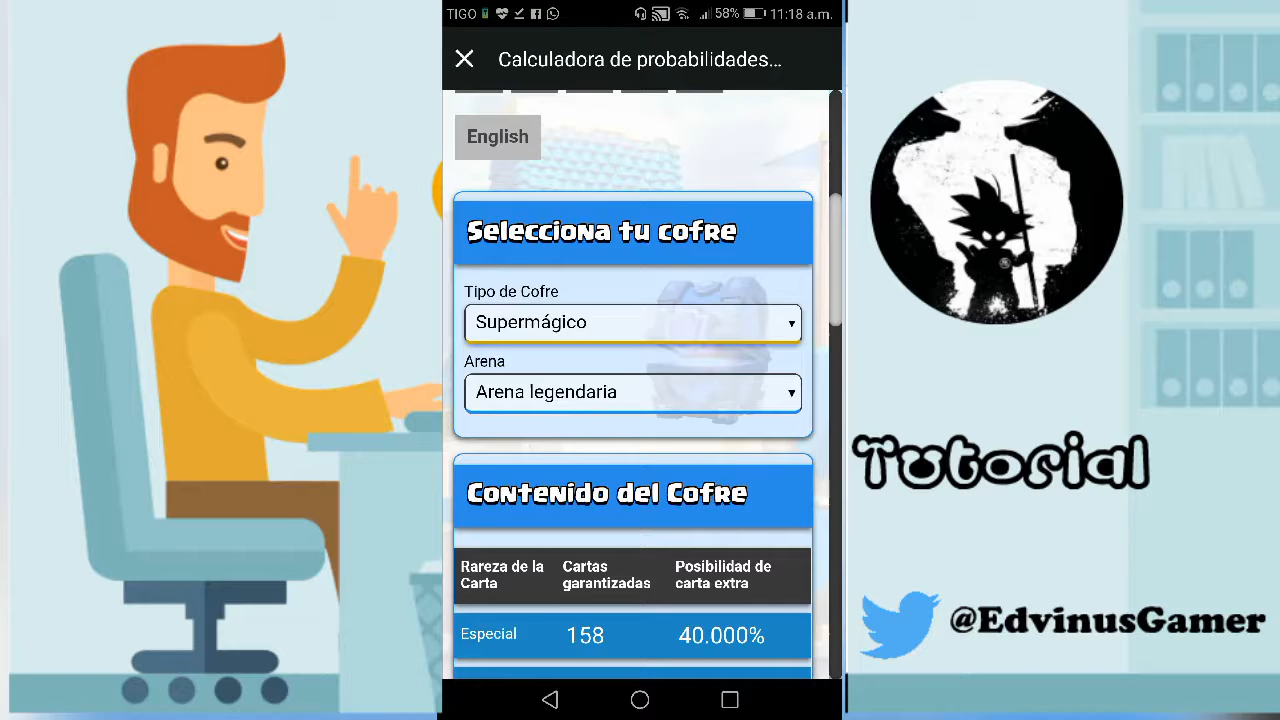 TIGO 58% 11:18 a.m.
Calculadora de probabilidades...
English
Selecciona tu cofre
Tipo de Cofre
Supermágico
Arena
Arena legendaria
Contenido del Cofre
Rareza de la Carta
Cartas garantizadas
Posibilidad de carta extra
Especial 158 40.000%
Tutorial
@EdvinusGamer